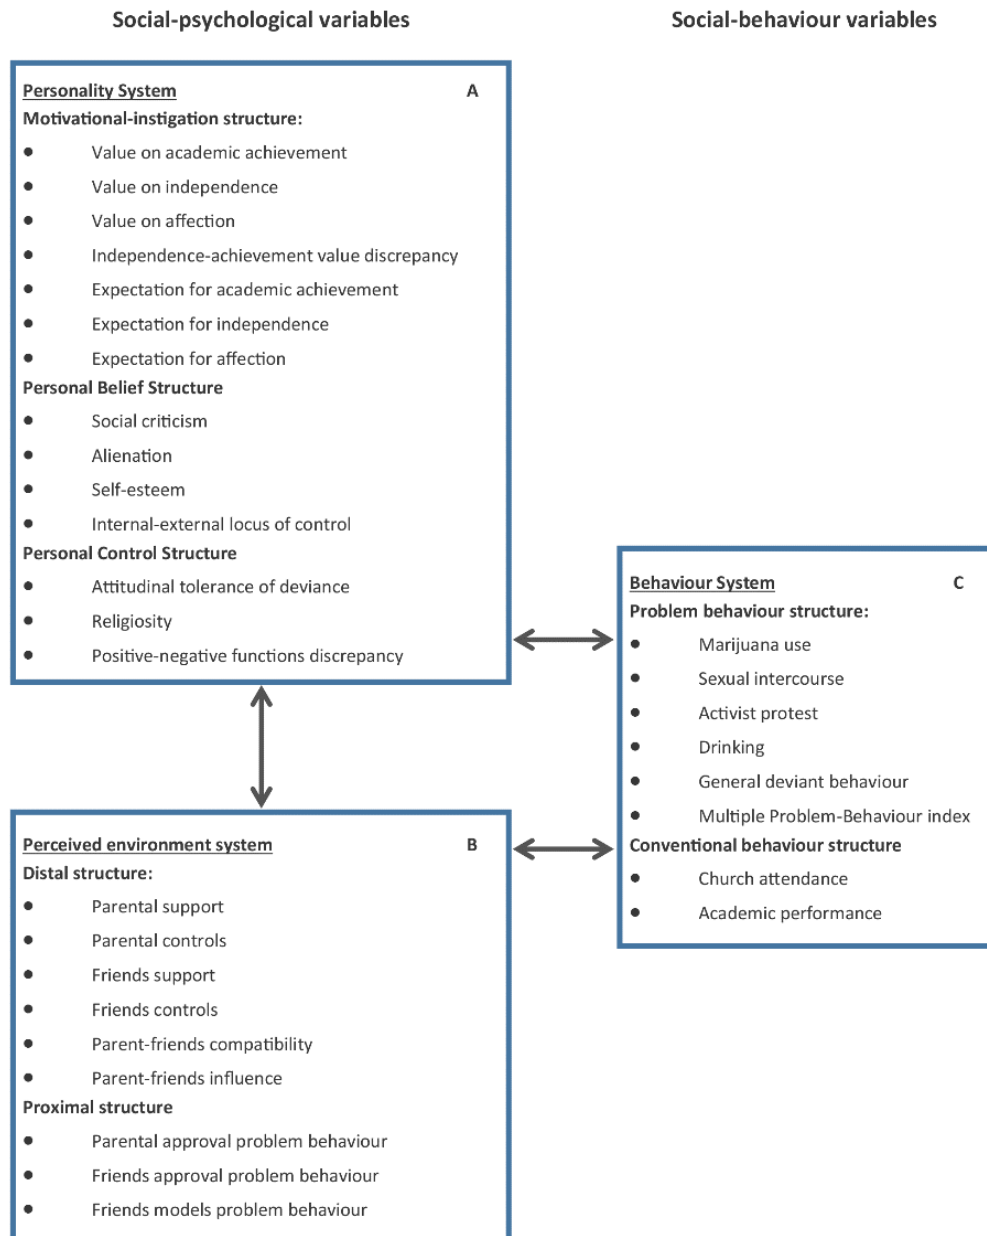 Social-psychological variables
Social-behaviour variables
Personality System A
Motivational-instigation structure:
● Value on academic achievement
● Value on independence
● Value on affection
● Independence-achievement value discrepancy
● Expectation for academic achievement
● Expectation for independence
● Expectation for affection
Personal Belief Structure
● Social criticism
● Alienation
● Self-esteem
● Internal-external locus of control
Personal Control Structure
● Attitudinal tolerance of deviance
● Religiosity
● Positive-negative functions discrepancy
Perceived environment system B
Distal structure:
● Parental support
● Parental controls
● Friends support
● Friends controls
● Parent-friends compatibility
● Parent-friends influence
Proximal structure
● Parental approval problem behaviour
● Friends approval problem behaviour
● Friends models problem behaviour
Behaviour System C
Problem behaviour structure:
● Marijuana use
● Sexual intercourse
● Activist protest
● Drinking
● General deviant behaviour
● Multiple Problem-Behaviour index
Conventional behaviour structure
● Church attendance
● Academic performance